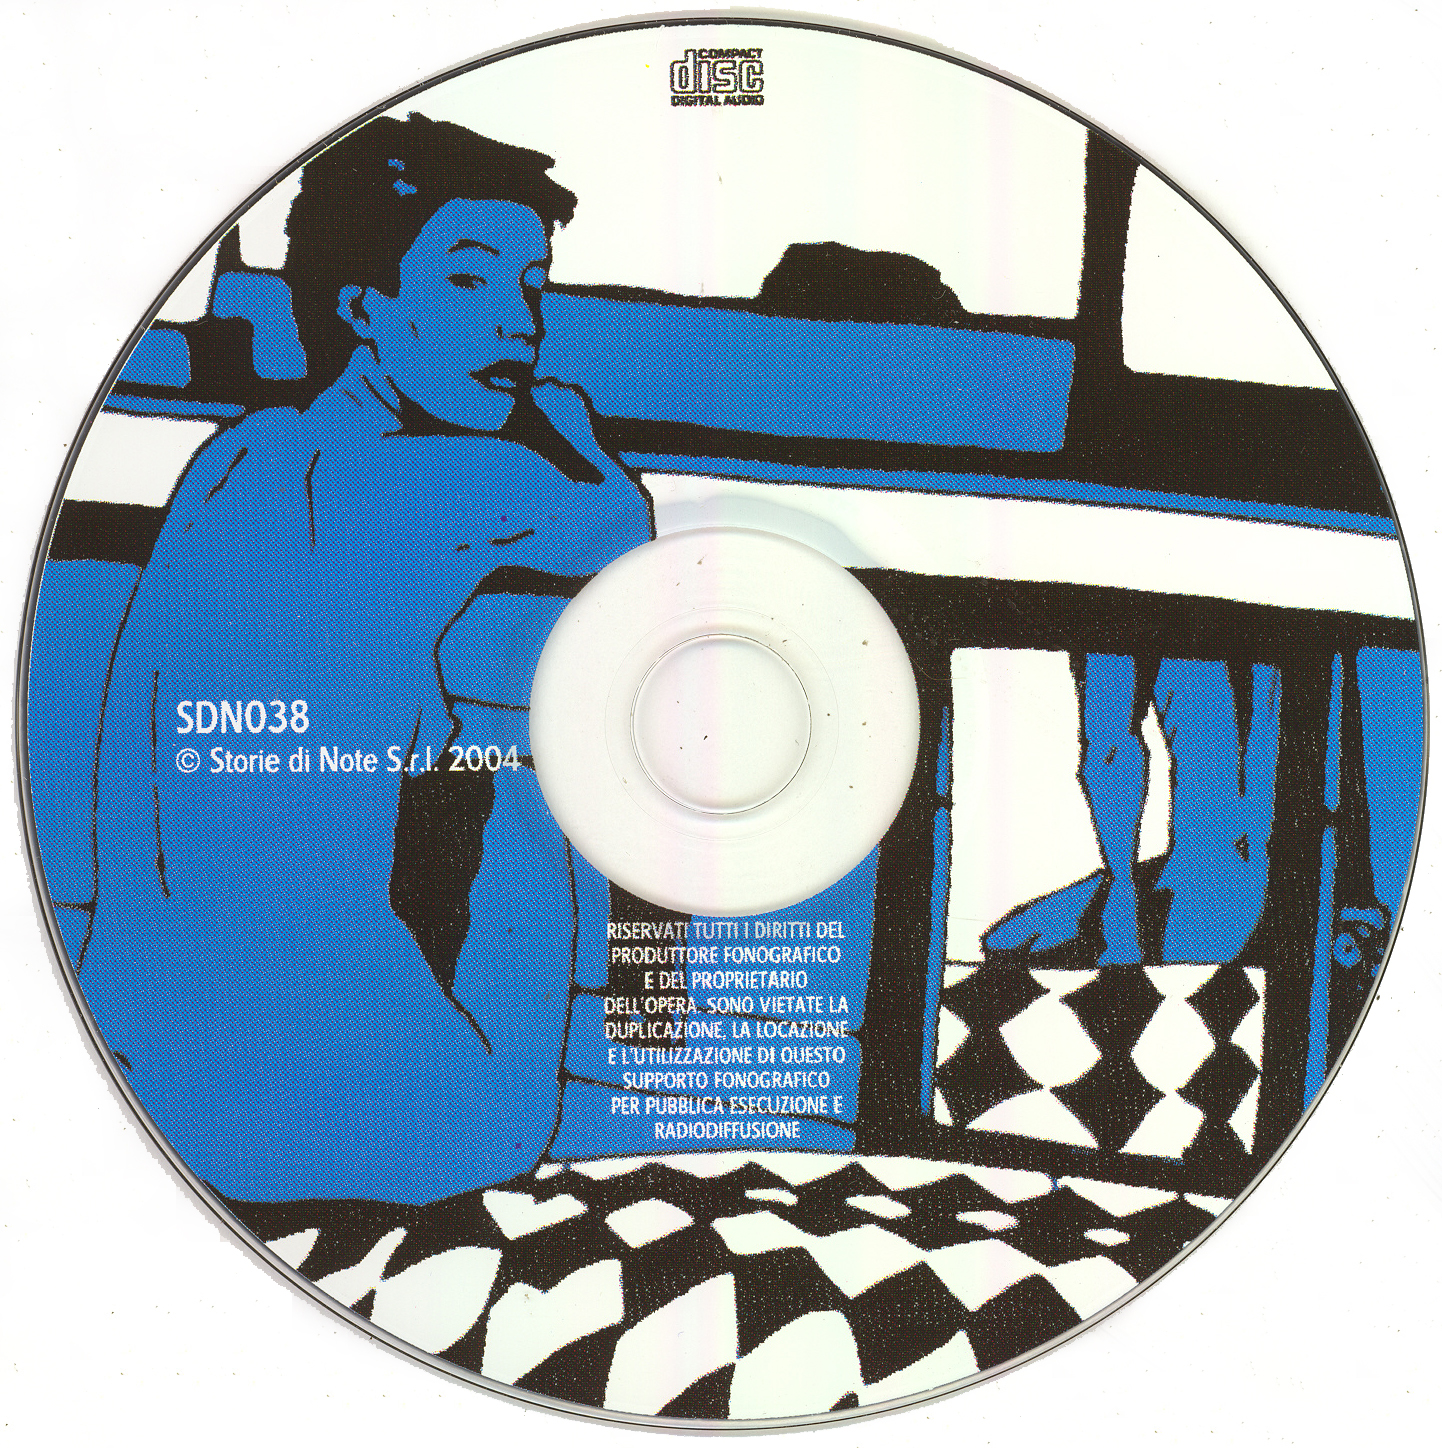 COMPACT
disc
DIGITAL AUDIO
SDN038
© Storie di Note S.r.l. 2004
RISERVATI TUTTI I DIRITTI DEL
PRODUTTORE FONOGRAFICO
E DEL PROPRIETARIO
DELL'OPERA. SONO VIETATE LA
DUPLICAZIONE, LA LOCAZIONE
E L'UTILIZZAZIONE DI QUESTO
SUPPORTO FONOGRAFICO
PER PUBBLICA ESECUZIONE E
RADIODIFFUSIONE